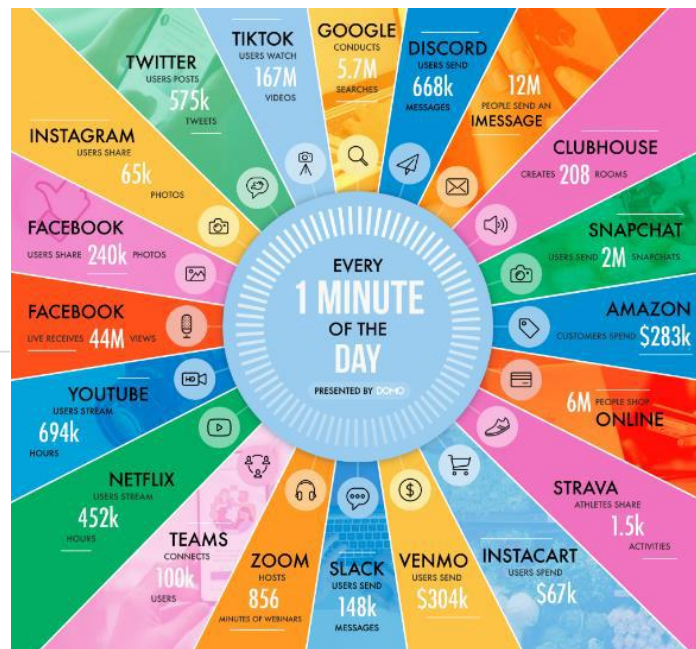 EVERY
1 MINUTE
OF THE
DAY
PRESENTED BY DOMO
GOOGLE
CONDUCTS
5.7M
SEARCHES
DISCORD
USERS SEND
668k
MESSAGES
12M
PEOPLE SEND AN
IMESSAGE
CLUBHOUSE
CREATES 208 ROOMS
SNAPCHAT
USERS SEND 2M SNAPCHATS
AMAZON
CUSTOMERS SPEND $283k
6M PEOPLE SHOP
ONLINE
STRAVA
ATHLETES SHARE
1.5k
ACTIVITIES
INSTACART
USERS SPEND
$67k
VENMO
USERS SEND
$304k
SLACK
USERS SEND
148k
MESSAGES
ZOOM
HOSTS
856
MINUTES OF WEBINARS
TEAMS
CONNECTS
100k
USERS
NETFLIX
USERS STREAM
452k
HOURS
YOUTUBE
USERS STREAM
694k
HOURS
FACEBOOK
LIVE RECEIVES 44M VIEWS
FACEBOOK
USERS SHARE 240k PHOTOS
INSTAGRAM
USERS SHARE
65k
PHOTOS
TWITTER
USERS POSTS
575k
TWEETS
TIKTOK
USERS WATCH
167M
VIDEOS
HD